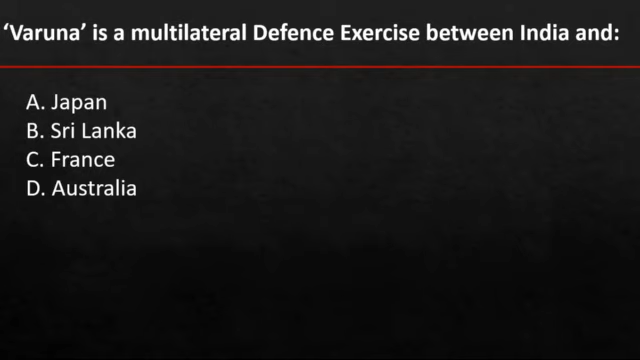 ‘Varuna’ is a multilateral Defence Exercise between India and:
A. Japan
B. Sri Lanka
C. France
D. Australia